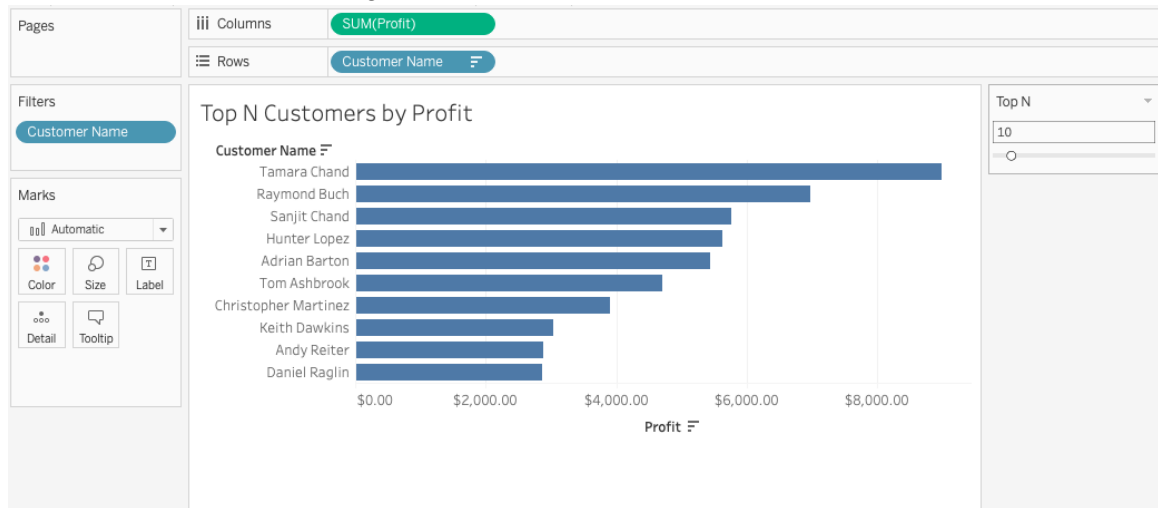 Pages
Columns
SUM(Profit)
Rows
Customer Name
Filters
Customer Name
Marks
Automatic
Color
Size
T
Label
Detail
Tooltip
Top N Customers by Profit
Customer Name
Tamara Chand
Raymond Buch
Sanjit Chand
Hunter Lopez
Adrian Barton
Tom Ashbrook
Christopher Martinez
Keith Dawkins
Andy Reiter
Daniel Raglin
$0.00 $2,000.00 $4,000.00 $6,000.00 $8,000.00
Profit
Top N
10